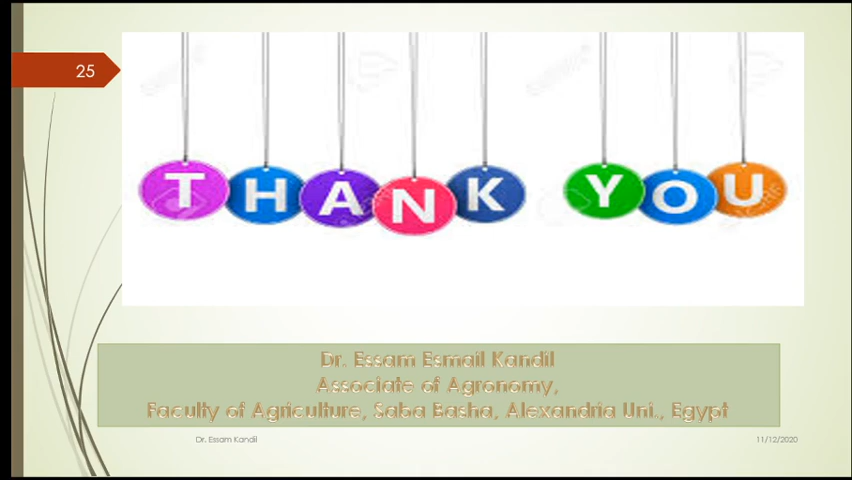 25
THANK YOU
Dr. Essam Esmail Kandil
Associate of Agronomy,
Faculty of Agriculture, Saba Basha, Alexandria Uni., Egypt
Dr. Essam Kandil
11/12/2020